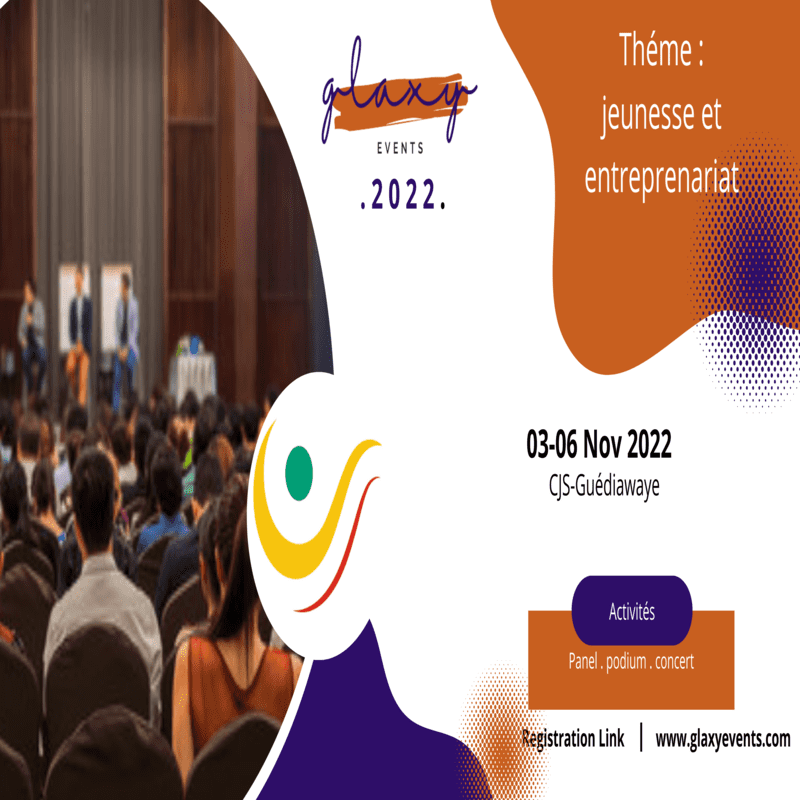 glaxy
EVENTS
.2022.
Théme :
jeunesse et
entreprenariat
03-06 Nov 2022
CJS-Guédiawaye
Activités
Panel . podium . concert
Registration Link | www.glaxyevents.com